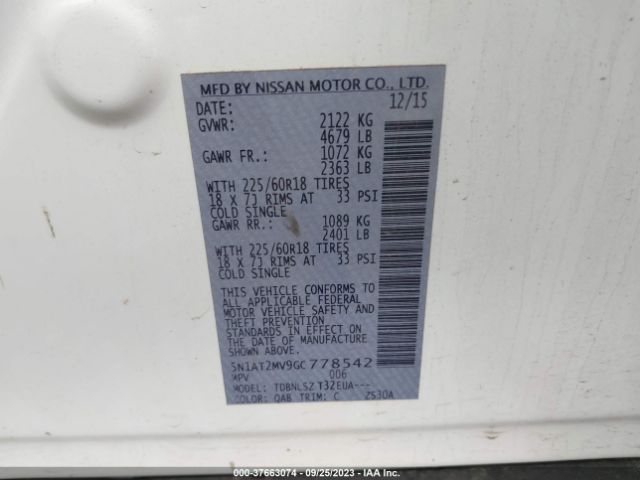 MFD BY NISSAN MOTOR CO., LTD.
DATE: 12/15
GVWR: 2122 KG
4679 LB
GAWR FR.: 1072 KG
2363 LB
WITH 225/60R18 TIRES
18 X 7J RIMS AT 33 PSI
COLD SINGLE
GAWR RR.: 1089 KG
2401 LB
WITH 225/60R18 TIRES
18 X 7J RIMS AT 33 PSI
COLD SINGLE
THIS VEHICLE CONFORMS TO
ALL APPLICABLE FEDERAL
MOTOR VEHICLE SAFETY AND
THEFT PREVENTION
STANDARDS IN EFFECT ON
THE DATE OF MANUFACTURE
SHOWN ABOVE.
5N1AT2MV9GC778542
MPV 006
MODEL: TDBNLSZ T32EUA---
COLOR: QAB TRIM: C ZS30A
000-37663074 - 09/25/2023 - IAA Inc.